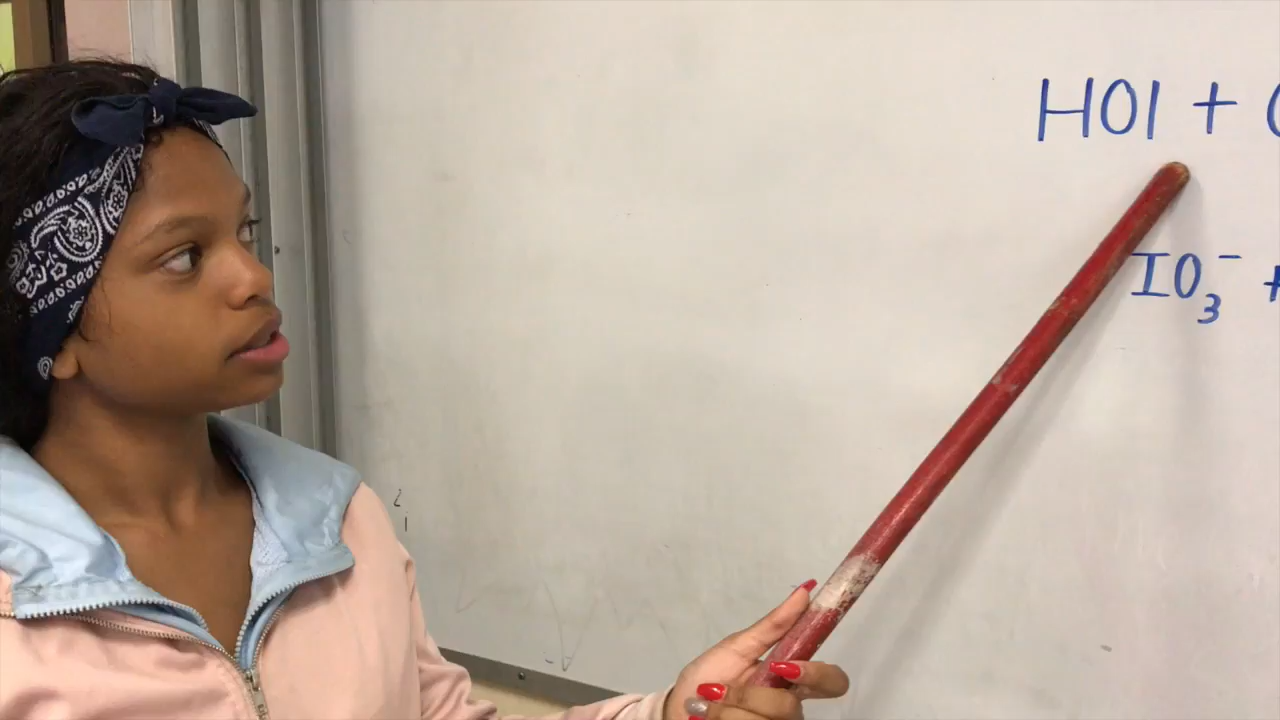 HOI +
IO₃⁻ +